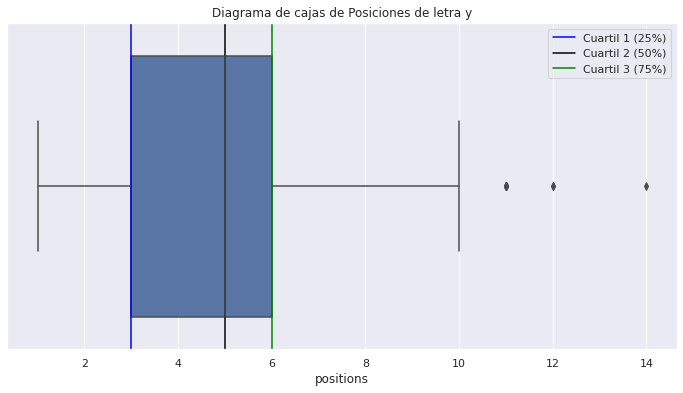 Diagrama de cajas de Posiciones de letra y
Cuartil 1 (25%)
Cuartil 2 (50%)
Cuartil 3 (75%)
2 4 6 8 10 12 14
positions